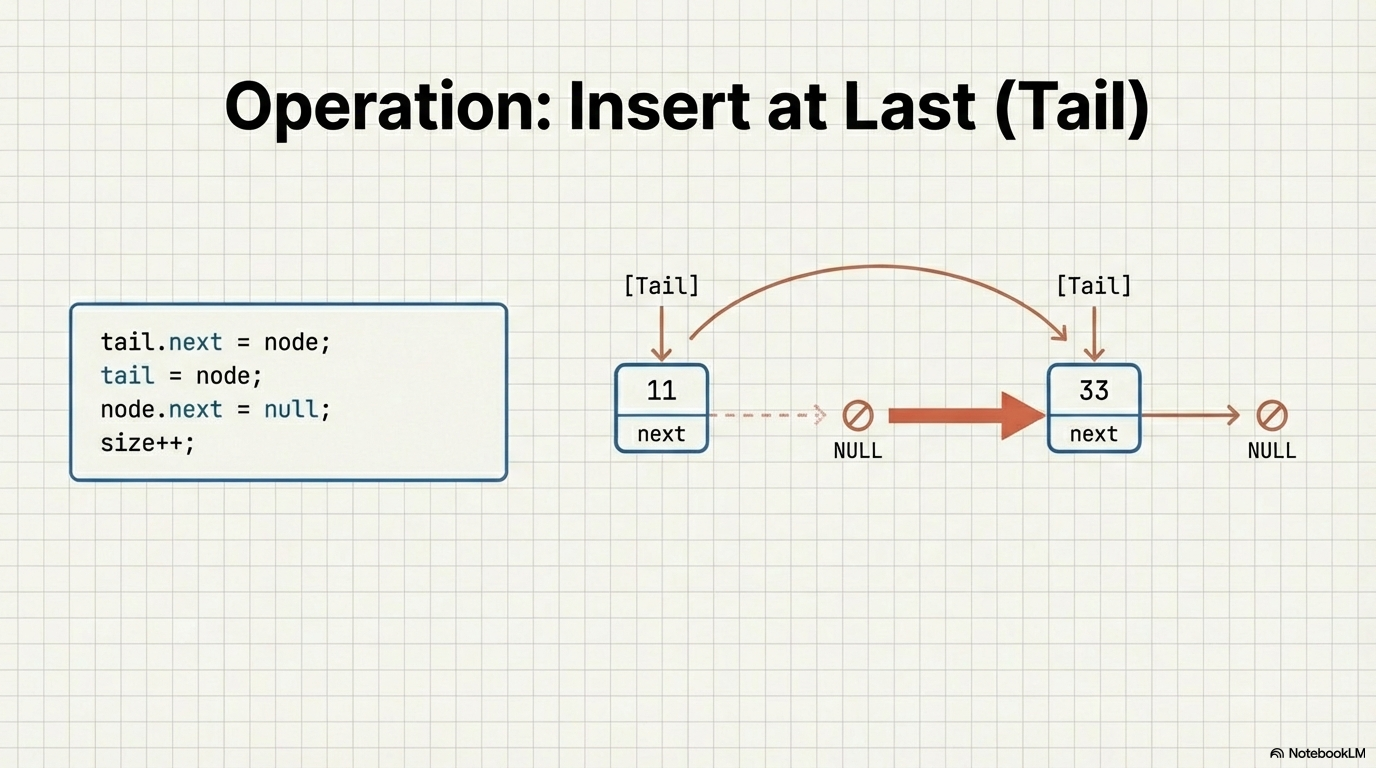 Operation: Insert at Last (Tail)
tail.next = node;
tail = node;
node.next = null;
size++;
[Tail]
[Tail]
11
next
NULL
33
next
NULL
NotebookLM